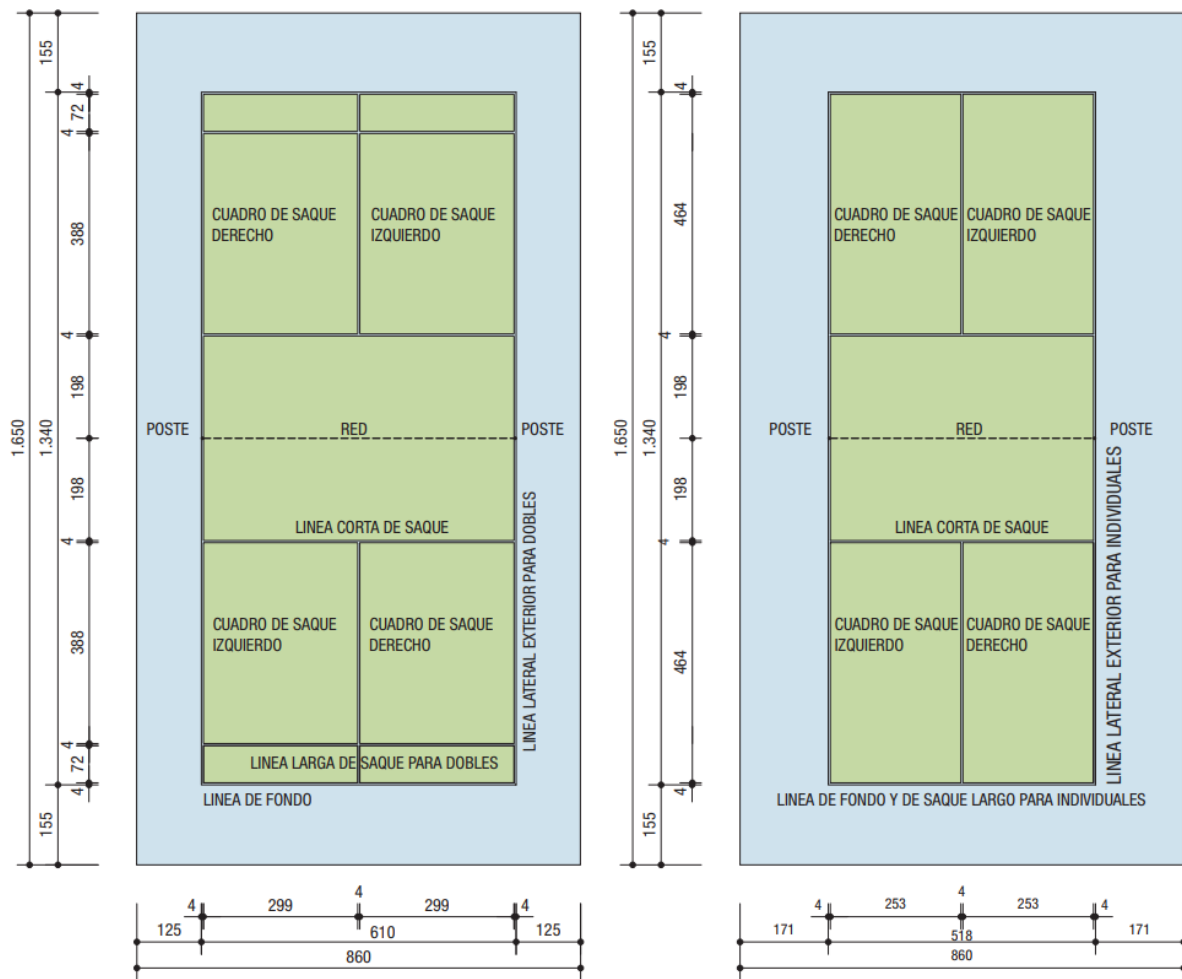 155
4
72
4
388
4
198
1.650
1.340
198
4
388
4
72
4
155
CUADRO DE SAQUE
DERECHO
CUADRO DE SAQUE
IZQUIERDO
POSTE
RED
POSTE
LINEA CORTA DE SAQUE
CUADRO DE SAQUE
IZQUIERDO
CUADRO DE SAQUE
DERECHO
LINEA LATERAL EXTERIOR PARA DOBLES
LINEA LARGA DE SAQUE PARA DOBLES
LINEA DE FONDO
4
4
299
299
4
125
610
125
860
155
4
464
4
198
1.650
1.340
198
4
464
4
155
CUADRO DE SAQUE
DERECHO
CUADRO DE SAQUE
IZQUIERDO
POSTE
RED
POSTE
LINEA CORTA DE SAQUE
CUADRO DE SAQUE
IZQUIERDO
CUADRO DE SAQUE
DERECHO
LINEA LATERAL EXTERIOR PARA INDIVIDUALES
LINEA DE FONDO Y DE SAQUE LARGO PARA INDIVIDUALES
4
4
253
253
4
171
518
171
860